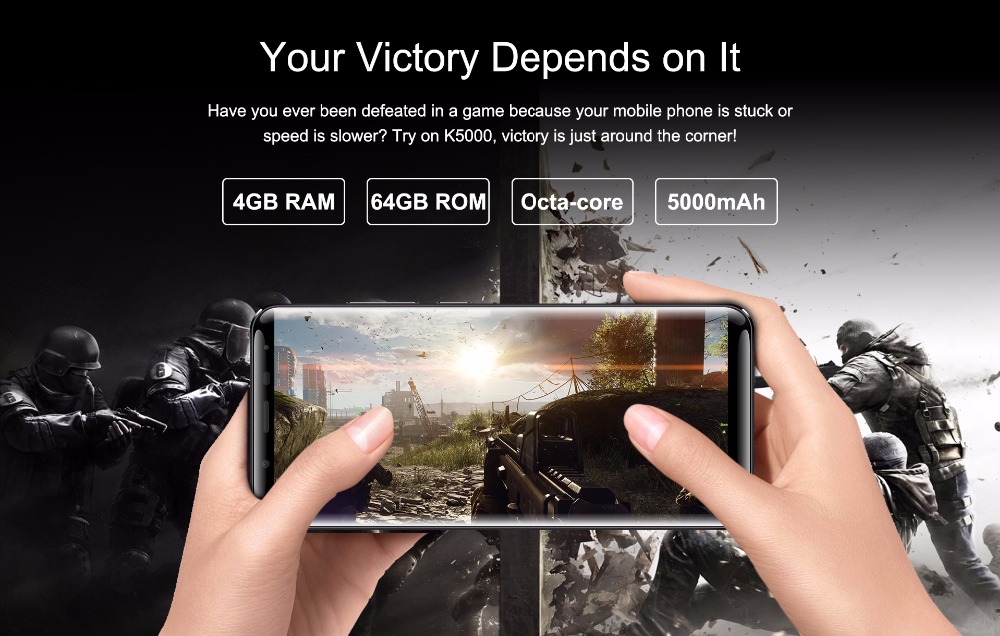 Your Victory Depends on It
Have you ever been defeated in a game because your mobile phone is stuck or
speed is slower? Try on K5000, victory is just around the corner!
4GB RAM 64GB ROM Octa-core 5000mAh